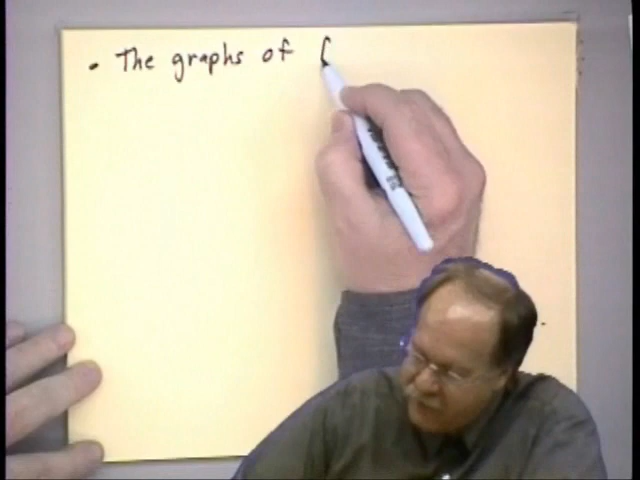 • The graphs of f